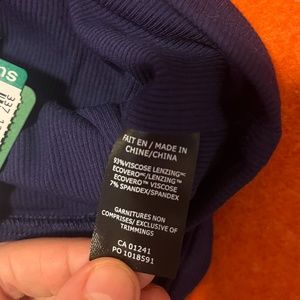 FAIT EN / MADE IN
CHINE/CHINA
93%VISCOSE LENZING™
ECOVERO™/LENZING™
ECOVERO™ VISCOSE
7% SPANDEX/SPANDEX
GARNITURES NON
COMPRISES/EXCLUSIVE OF
TRIMMINGS
CA 01241
PO 1018591